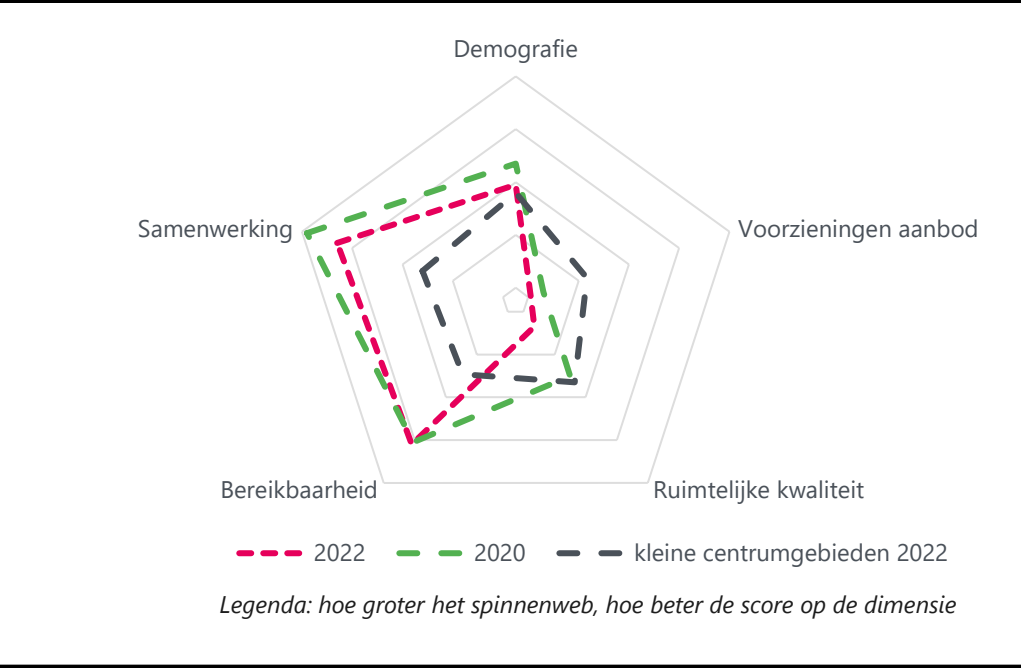 Demografie
Samenwerking
Voorzieningen aanbod
Bereikbaarheid
Ruimtelijke kwaliteit
2022
2020
kleine centrumgebieden 2022
Legenda: hoe groter het spinnenweb, hoe beter de score op de dimensie